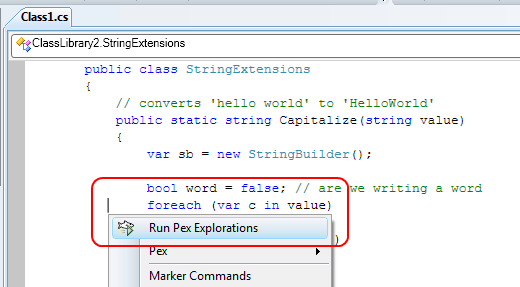 Class1.cs
ClassLibrary2.StringExtensions
public class StringExtensions
{
// converts 'hello world' to 'HelloWorld'
public static string Capitalize(string value)
{
var sb = new StringBuilder();
bool word = false; // are we writing a word
foreach (var c in value)
Run Pex Explorations
)
Pex
Marker Commands